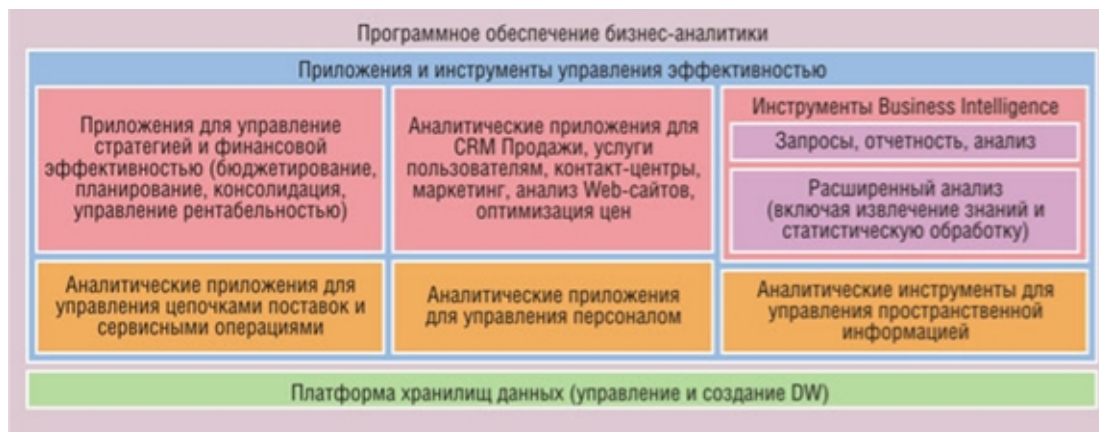 Программное обеспечение бизнес-аналитики
Приложения и инструменты управления эффективностью
Приложения для управление
стратегией и финансовой
эффективностью (бюджетирование,
планирование, консолидация,
управление рентабельностью)
Аналитические приложения для
CRM Продажи, услуги
пользователям, контакт-центры,
маркетинг, анализ Web-сайтов,
оптимизация цен
Инструменты Business Intelligence
Запросы, отчетность, анализ
Расширенный анализ
(включая извлечение знаний и
статистическую обработку)
Аналитические приложения для
управления цепочками поставок и
сервисными операциями
Аналитические приложения
для управления персоналом
Аналитические инструменты для
управления пространственной
информацией
Платформа хранилищ данных (управление и создание DW)